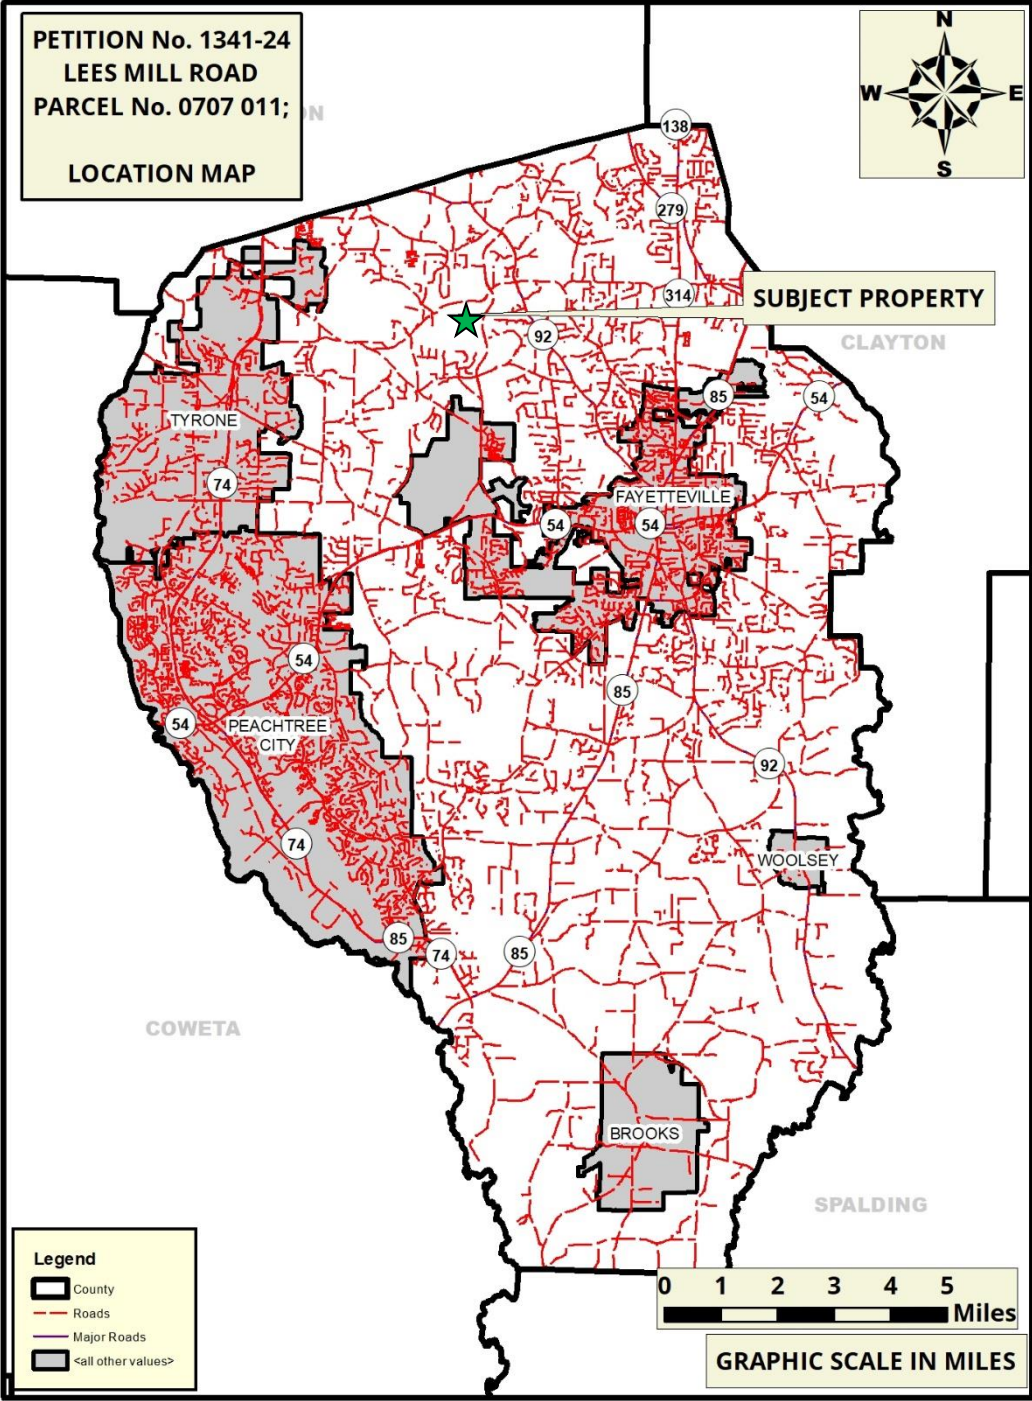 PETITION No. 1341-24
LEES MILL ROAD
PARCEL No. 0707 011;
LOCATION MAP
N
W
E
S
ON
138
279
314
SUBJECT PROPERTY
92
CLAYTON
85
54
TYRONE
74
FAYETTEVILLE
54
54
54
85
54
PEACHTREE
CITY
92
74
WOOLSEY
85
74
85
COWETA
BROOKS
SPALDING
Legend
County
Roads
Major Roads
<all other values>
0 1 2 3 4 5
Miles
GRAPHIC SCALE IN MILES